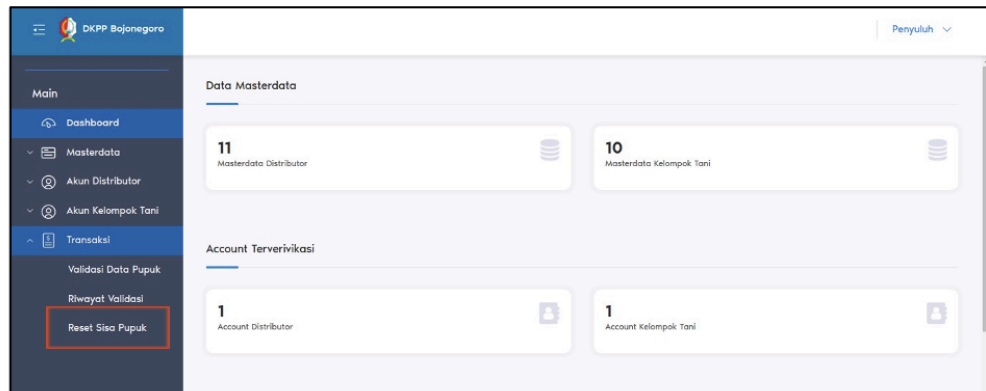 DKPP Bojonegoro
Penyuluh
Main
Dashboard
Masterdata
Akun Distributor
Akun Kelompok Tani
Transaksi
Validasi Data Pupuk
Riwayat Validasi
Reset Sisa Pupuk
Data Masterdata
11
Masterdata Distributor
10
Masterdata Kelompok Tani
Account Terverivikasi
1
Account Distributor
1
Account Kelompok Tani